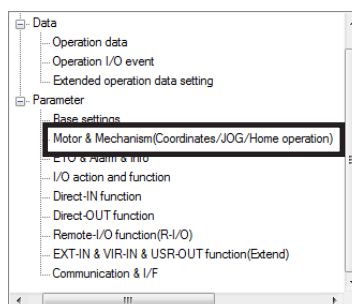 Data
Operation data
Operation I/O event
Extended operation data setting
Parameter
Base settings
Motor & Mechanism(Coordinates/JOG/Home operation)
ETO & Alarm & Info
I/O action and function
Direct-IN function
Direct-OUT function
Remote-I/O function(R-I/O)
EXT-IN & VIR-IN & USR-OUT function(Extend)
Communication & I/F